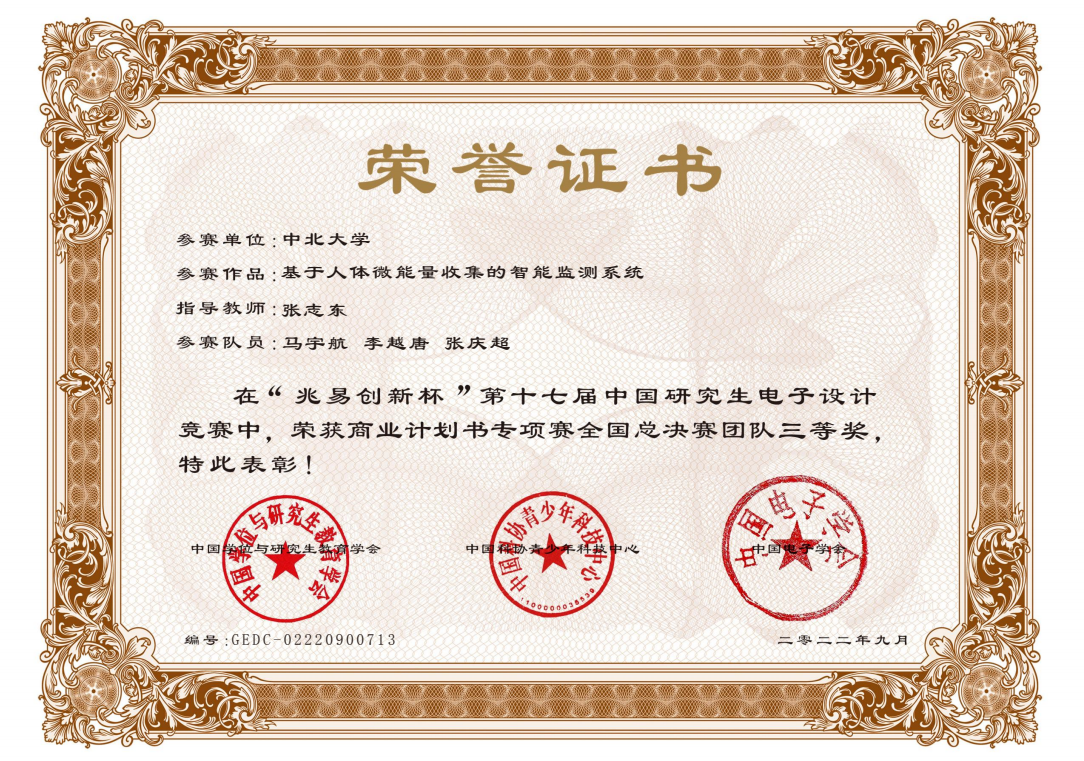 荣誉证书
参赛单位:中北大学
参赛作品:基于人体微能量收集的智能监测系统
指导教师:张志东
参赛队员:马宇航 李越唐 张庆超
在“兆易创新杯”第十七届中国研究生电子设计
竞赛中，荣获商业计划书专项赛全国总决赛团队三等奖，
特此表彰！
中国学位与研究生教育学会
中国科协青少年科技中心
中国电子学会
中国学位与研究生教育学会
中国科协青少年科技中心
中国电子学会
编号:GEDC-02220900713
二零二二年九月